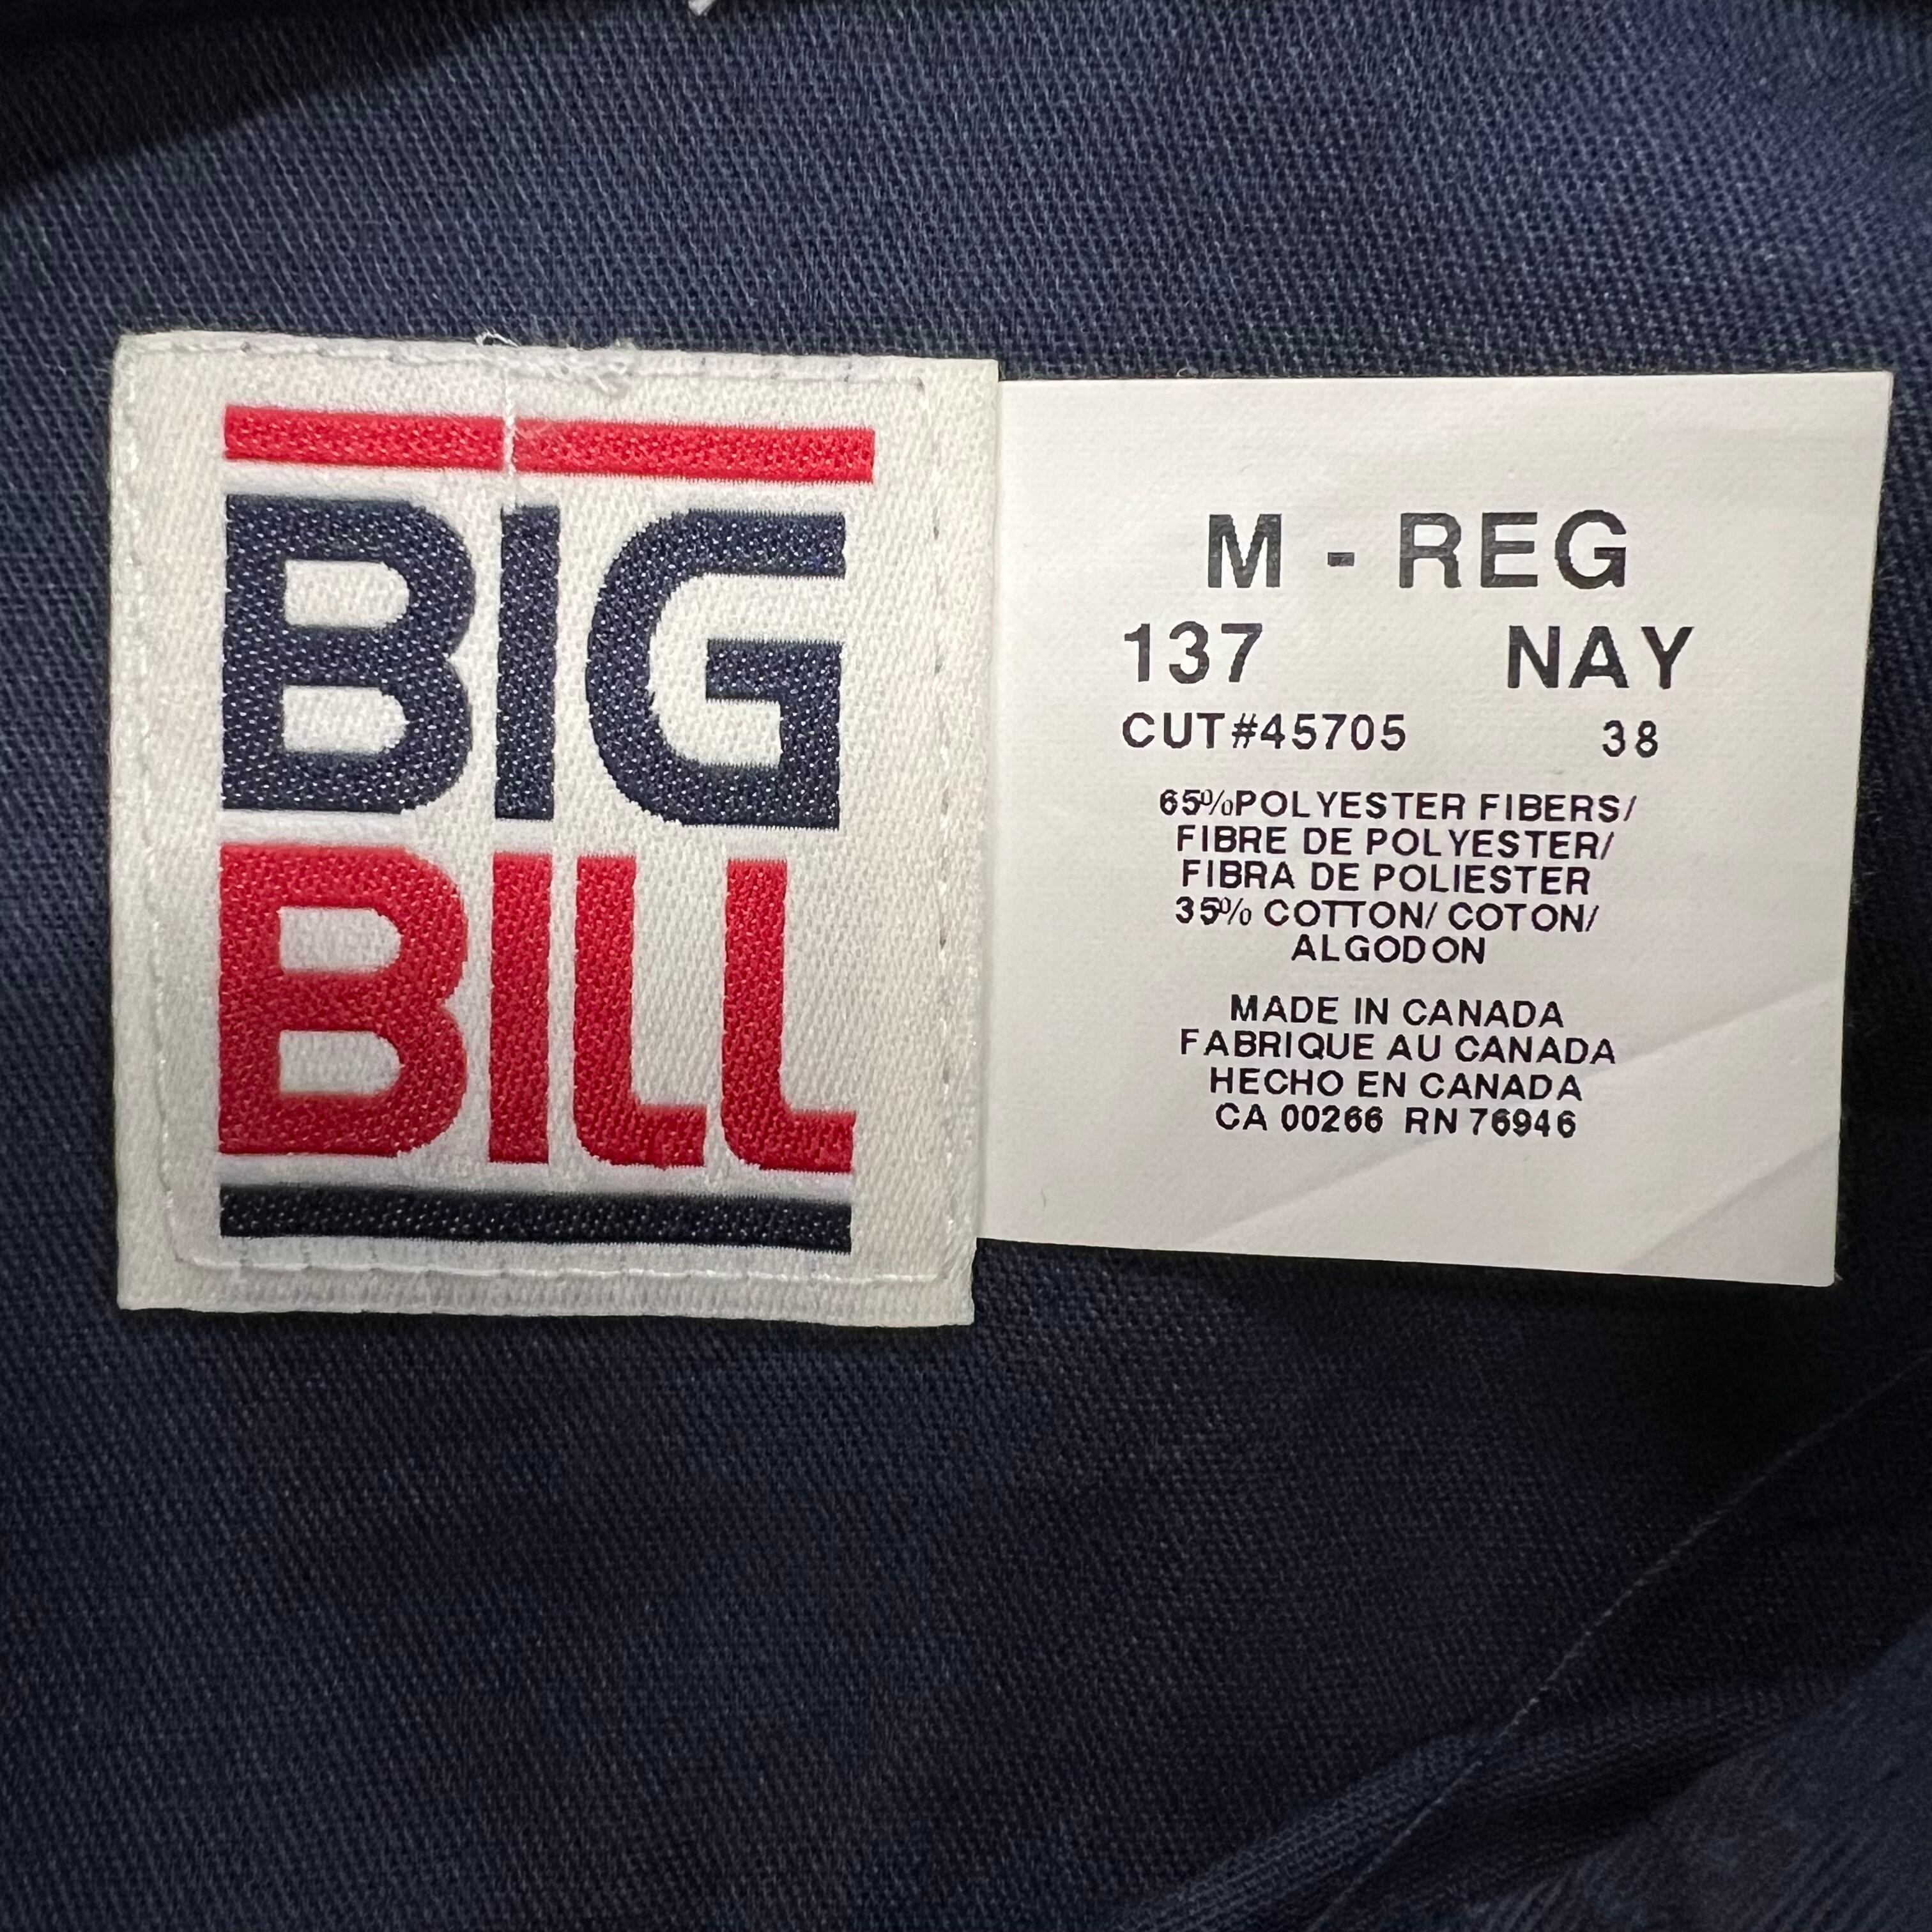 BIG
BILL
M - REG
137 NAY
CUT#45705 38
65%POLYESTER FIBERS/
FIBRE DE POLYESTER/
FIBRA DE POLIESTER
35% COTTON/ COTON/
ALGODON
MADE IN CANADA
FABRIQUE AU CANADA
HECHO EN CANADA
CA 00266 RN 76946